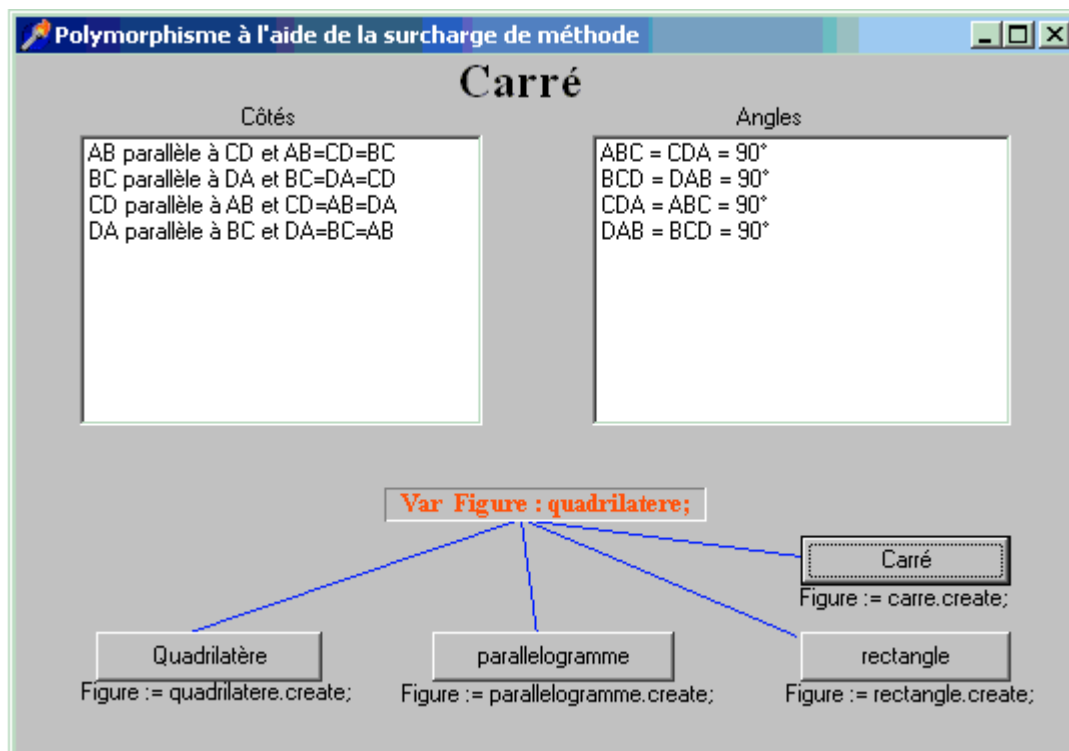 Polymorphisme à l'aide de la surcharge de méthode
Carré
Côtés
AB parallèle à CD et AB=CD=BC
BC parallèle à DA et BC=DA=CD
CD parallèle à AB et CD=AB=DA
DA parallèle à BC et DA=BC=AB
Angles
ABC = CDA = 90°
BCD = DAB = 90°
CDA = ABC = 90°
DAB = BCD = 90°
Var Figure : quadrilatere;
Carré
Figure := carre.create;
Quadrilatère
Figure := quadrilatere.create;
parallelogramme
Figure := parallelogramme.create;
rectangle
Figure := rectangle.create;